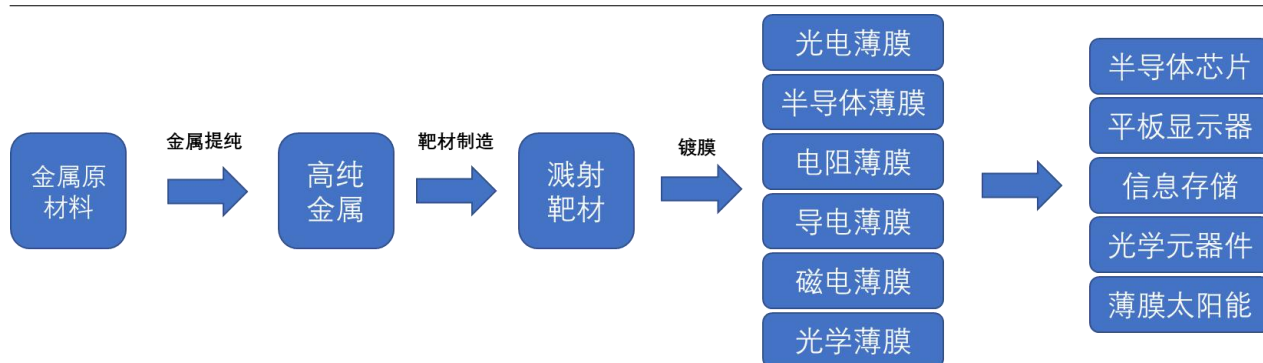 金属原
材料
金属提纯
高纯
金属
靶材制造
溅射
靶材
镀膜
光电薄膜
半导体薄膜
电阻薄膜
导电薄膜
磁电薄膜
光学薄膜
半导体芯片
平板显示器
信息存储
光学元器件
薄膜太阳能